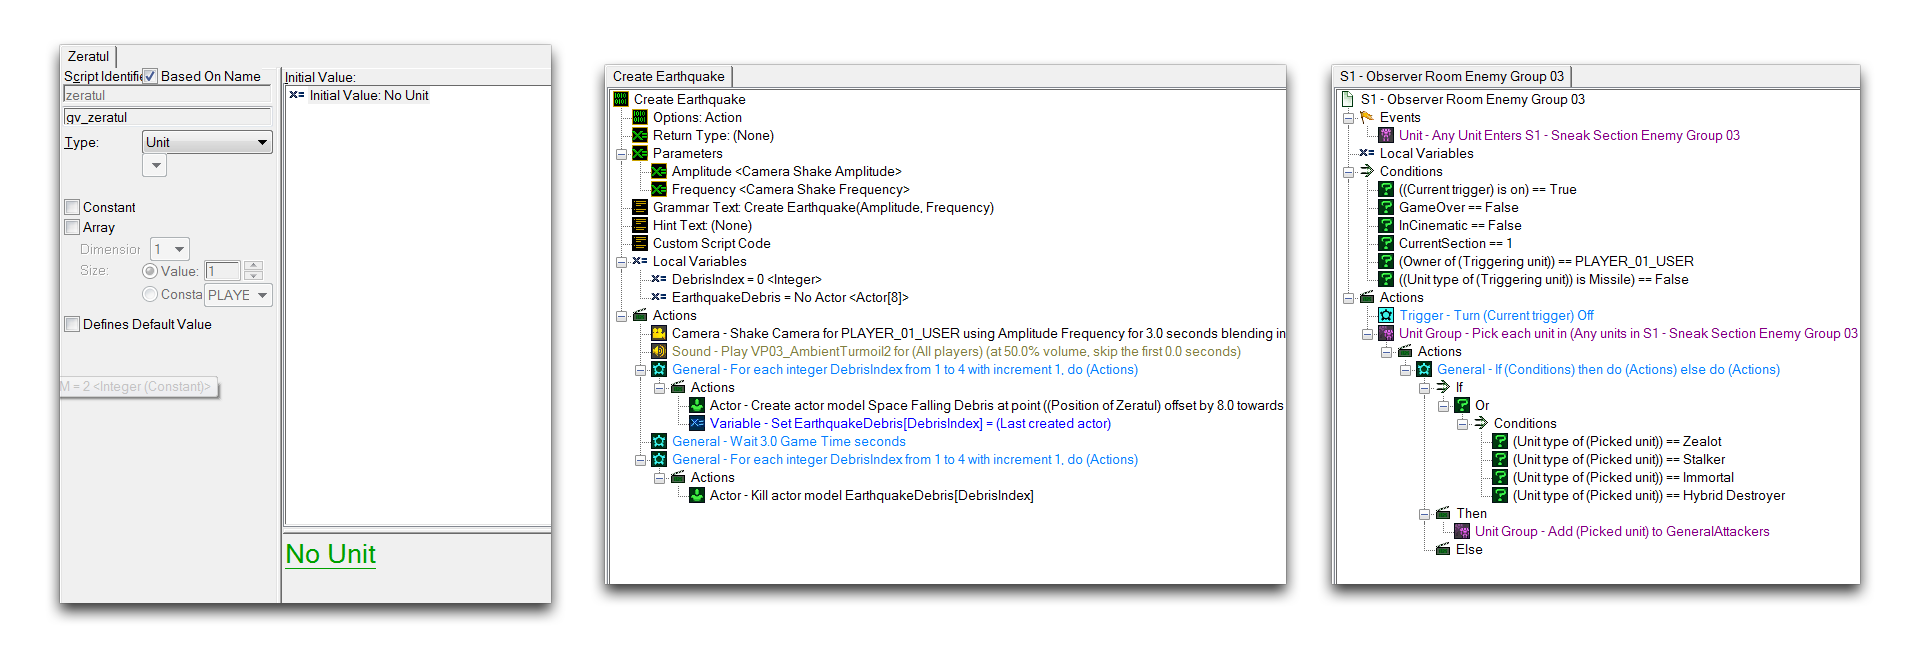 Zeratul
Script Identifie Based On Name
zeratul
gv_zeratul
Type: Unit
Constant
Array
Dimension 1
Size: Value: 1
Consta PLAYE
Defines Default Value
M = 2 <Integer (Constant)>
Initial Value:
Initial Value: No Unit
No Unit
Create Earthquake
Create Earthquake
Options: Action
Return Type: (None)
Parameters
Amplitude <Camera Shake Amplitude>
Frequency <Camera Shake Frequency>
Grammar Text: Create Earthquake(Amplitude, Frequency)
Hint Text: (None)
Custom Script Code
Local Variables
DebrisIndex = 0 <Integer>
EarthquakeDebris = No Actor <Actor[8]>
Actions
Camera - Shake Camera for PLAYER_01_USER using Amplitude Frequency for 3.0 seconds blending in
Sound - Play VP03_AmbientTurmoil2 for (All players) (at 50.0% volume, skip the first 0.0 seconds)
General - For each integer DebrisIndex from 1 to 4 with increment 1, do (Actions)
Actions
Actor - Create actor model Space Falling Debris at point ((Position of Zeratul) offset by 8.0 towards
Variable - Set EarthquakeDebris[DebrisIndex] = (Last created actor)
General - Wait 3.0 Game Time seconds
General - For each integer DebrisIndex from 1 to 4 with increment 1, do (Actions)
Actions
Actor - Kill actor model EarthquakeDebris[DebrisIndex]
S1 - Observer Room Enemy Group 03
S1 - Observer Room Enemy Group 03
Events
Unit - Any Unit Enters S1 - Sneak Section Enemy Group 03
Local Variables
Conditions
((Current trigger) is on) == True
GameOver == False
InCinematic == False
CurrentSection == 1
(Owner of (Triggering unit)) == PLAYER_01_USER
((Unit type of (Triggering unit)) is Missile) == False
Actions
Trigger - Turn (Current trigger) Off
Unit Group - Pick each unit in (Any units in S1 - Sneak Section Enemy Group 03
Actions
General - If (Conditions) then do (Actions) else do (Actions)
If
Or
Conditions
(Unit type of (Picked unit)) == Zealot
(Unit type of (Picked unit)) == Stalker
(Unit type of (Picked unit)) == Immortal
(Unit type of (Picked unit)) == Hybrid Destroyer
Then
Unit Group - Add (Picked unit) to GeneralAttackers
Else